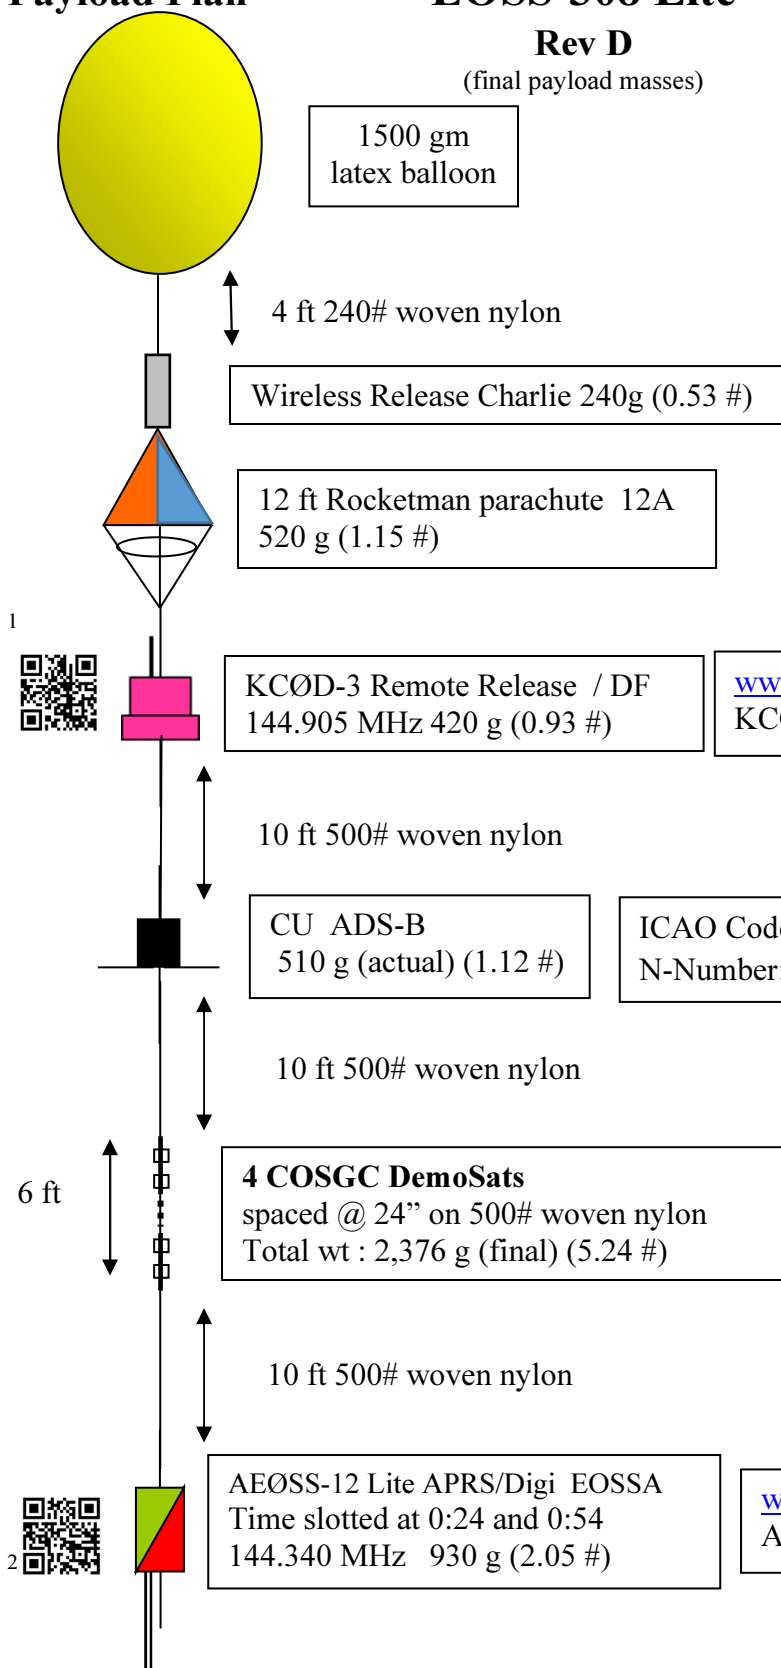 Rev D
(final payload masses)
1500 gm
latex balloon
4 ft 240# woven nylon
Wireless Release Charlie 240g (0.53 #)
12 ft Rocketman parachute 12A
520 g (1.15 #)
1
KCØD-3 Remote Release / DF
144.905 MHz 420 g (0.93 #)
10 ft 500# woven nylon
CU ADS-B
510 g (actual) (1.12 #)
N-Number:
ICAO
10 ft 500# woven nylon
6 ft
4 COSGC DemoSats
spaced @ 24” on 500# woven nylon
Total wt : 2,376 g (final) (5.24 #)
10 ft 500# woven nylon
AEØSS-12 Lite APRS/Digi EOSSA
Time slotted at 0:24 and 0:54
144.340 MHz 930 g (2.05 #)
2